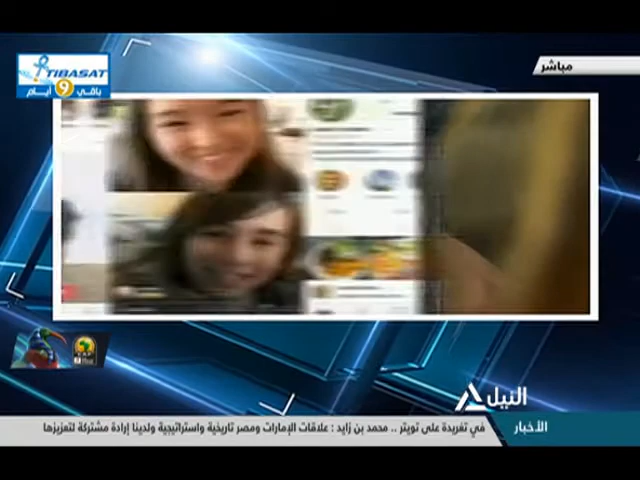 TIBASAT
باقي 9 أيام
مباشر
CAF
النيل
الأخبار
في تغريدة على تويتر .. محمد بن زايد : علاقات الإمارات ومصر تاريخية واستراتيجية ولدينا إرادة مشتركة لتعزيزها